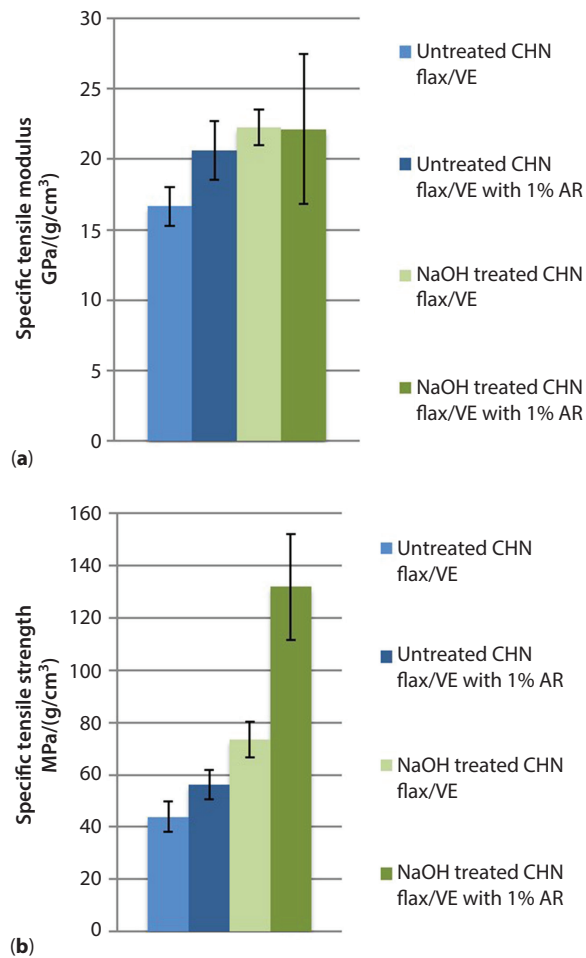 30
25
20
15
10
5
0
Specific tensile modulus
GPa/(g/cm³)
Untreated CHN
flax/VE
Untreated CHN
flax/VE with 1% AR
NaOH treated CHN
flax/VE
NaOH treated CHN
flax/VE with 1% AR
(a)
160
140
120
100
80
60
40
20
0
Specific tensile strength
MPa/(g/cm³)
Untreated CHN
flax/VE
Untreated CHN
flax/VE with 1% AR
NaOH treated CHN
flax/VE
NaOH treated CHN
flax/VE with 1% AR
(b)